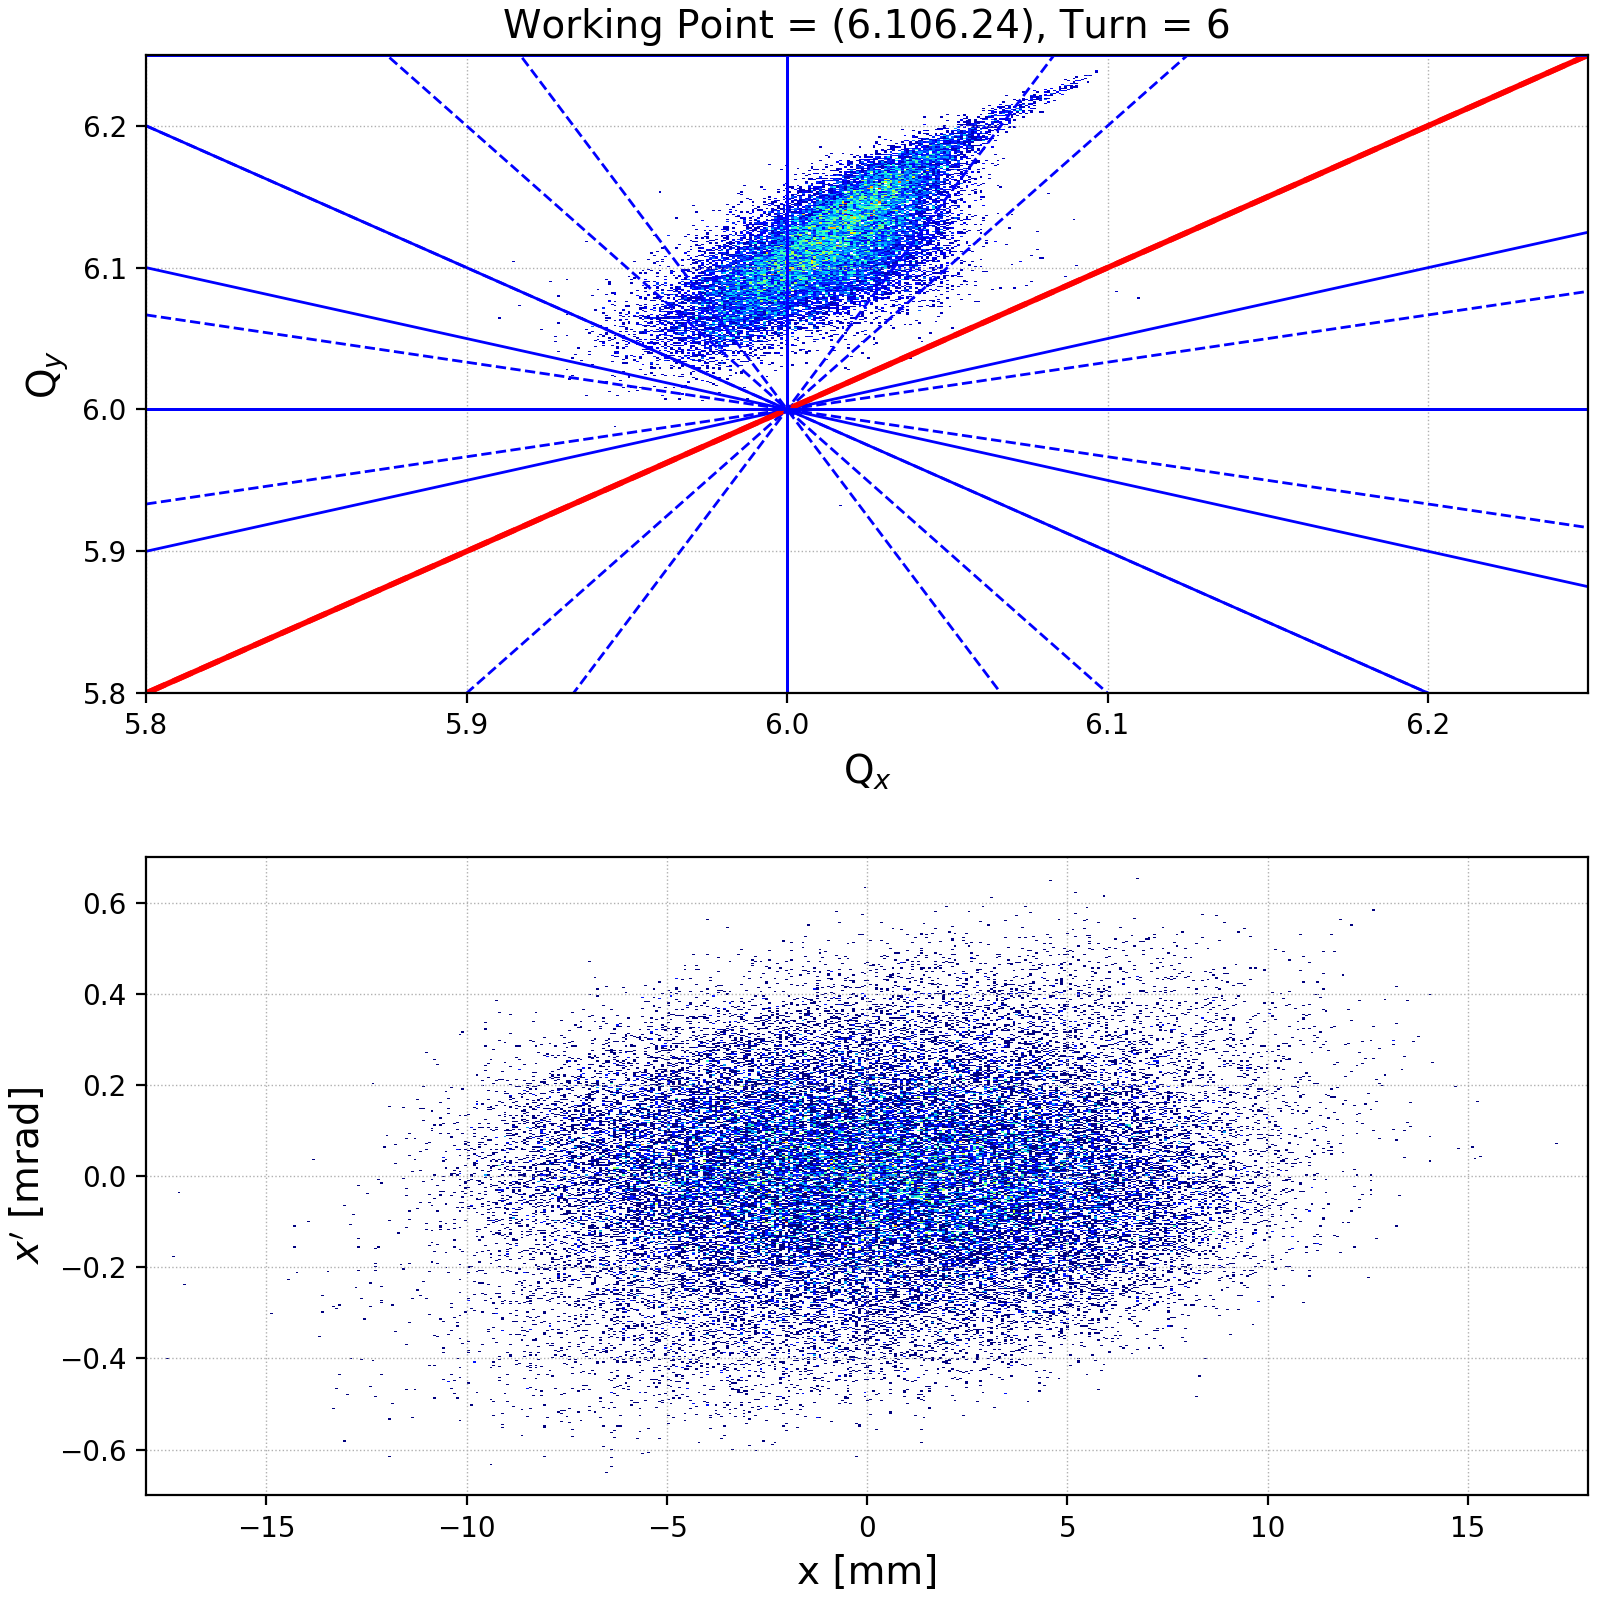 Working Point = (6.106.24), Turn = 6
6.2
6.1
6.0
5.9
5.8
Qy
5.8 5.9 6.0 6.1 6.2
Qx
0.6
0.4
0.2
0.0
−0.2
−0.4
−0.6
x′ [mrad]
−15 −10 −5 0 5 10 15
x [mm]